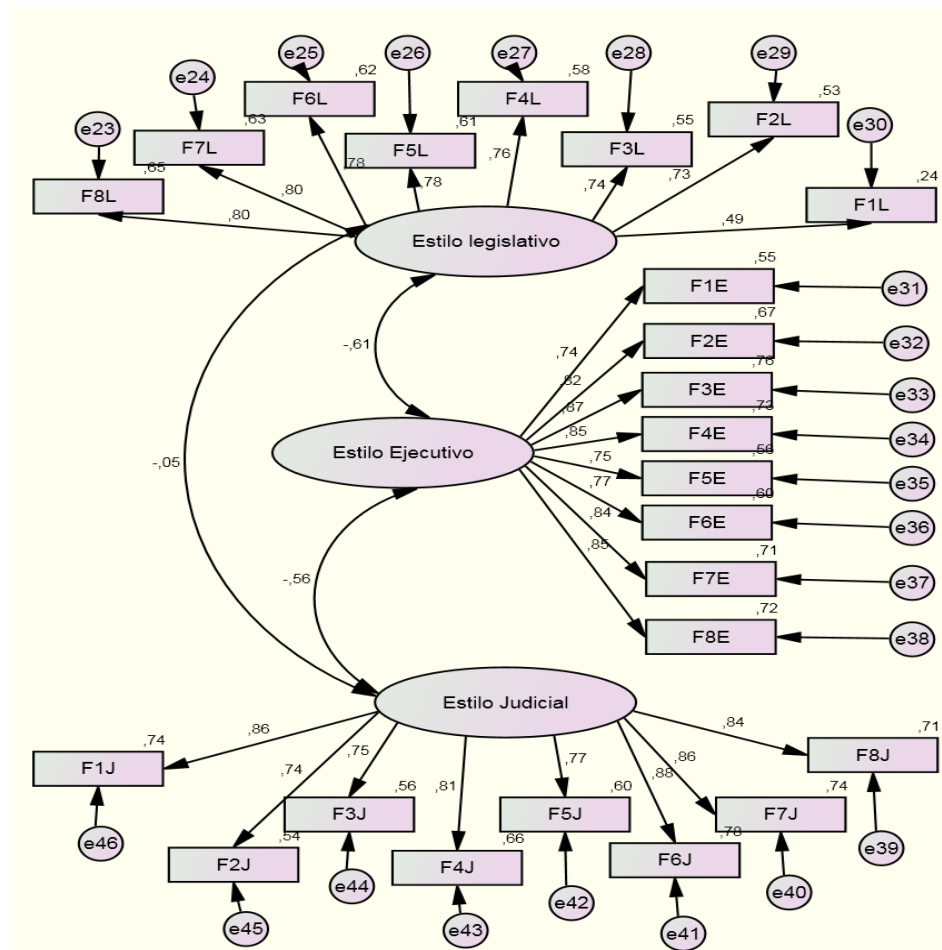 e25
e26
e27
e28
e29
e24
e23
e30
,62
F6L
,58
F4L
,53
F2L
,63
F7L
,61
F5L
,55
F3L
,65
F8L
,24
F1L
,80
,80
,78
,78
,76
,74
,73
,49
Estilo legislativo
-,61
-,05
,55
F1E
e31
,67
F2E
e32
,76
F3E
e33
,73
F4E
e34
,56
F5E
e35
,60
F6E
e36
,71
F7E
e37
,72
F8E
e38
,74
,82
,87
,85
,75
,77
,84
,85
Estilo Ejecutivo
-,56
Estilo Judicial
,86
,74
,75
,81
,77
,88
,86
,84
,74
F1J
e46
,54
F2J
e45
,56
F3J
e44
,66
F4J
e43
,60
F5J
e42
,78
F6J
e41
,74
F7J
e40
,71
F8J
e39